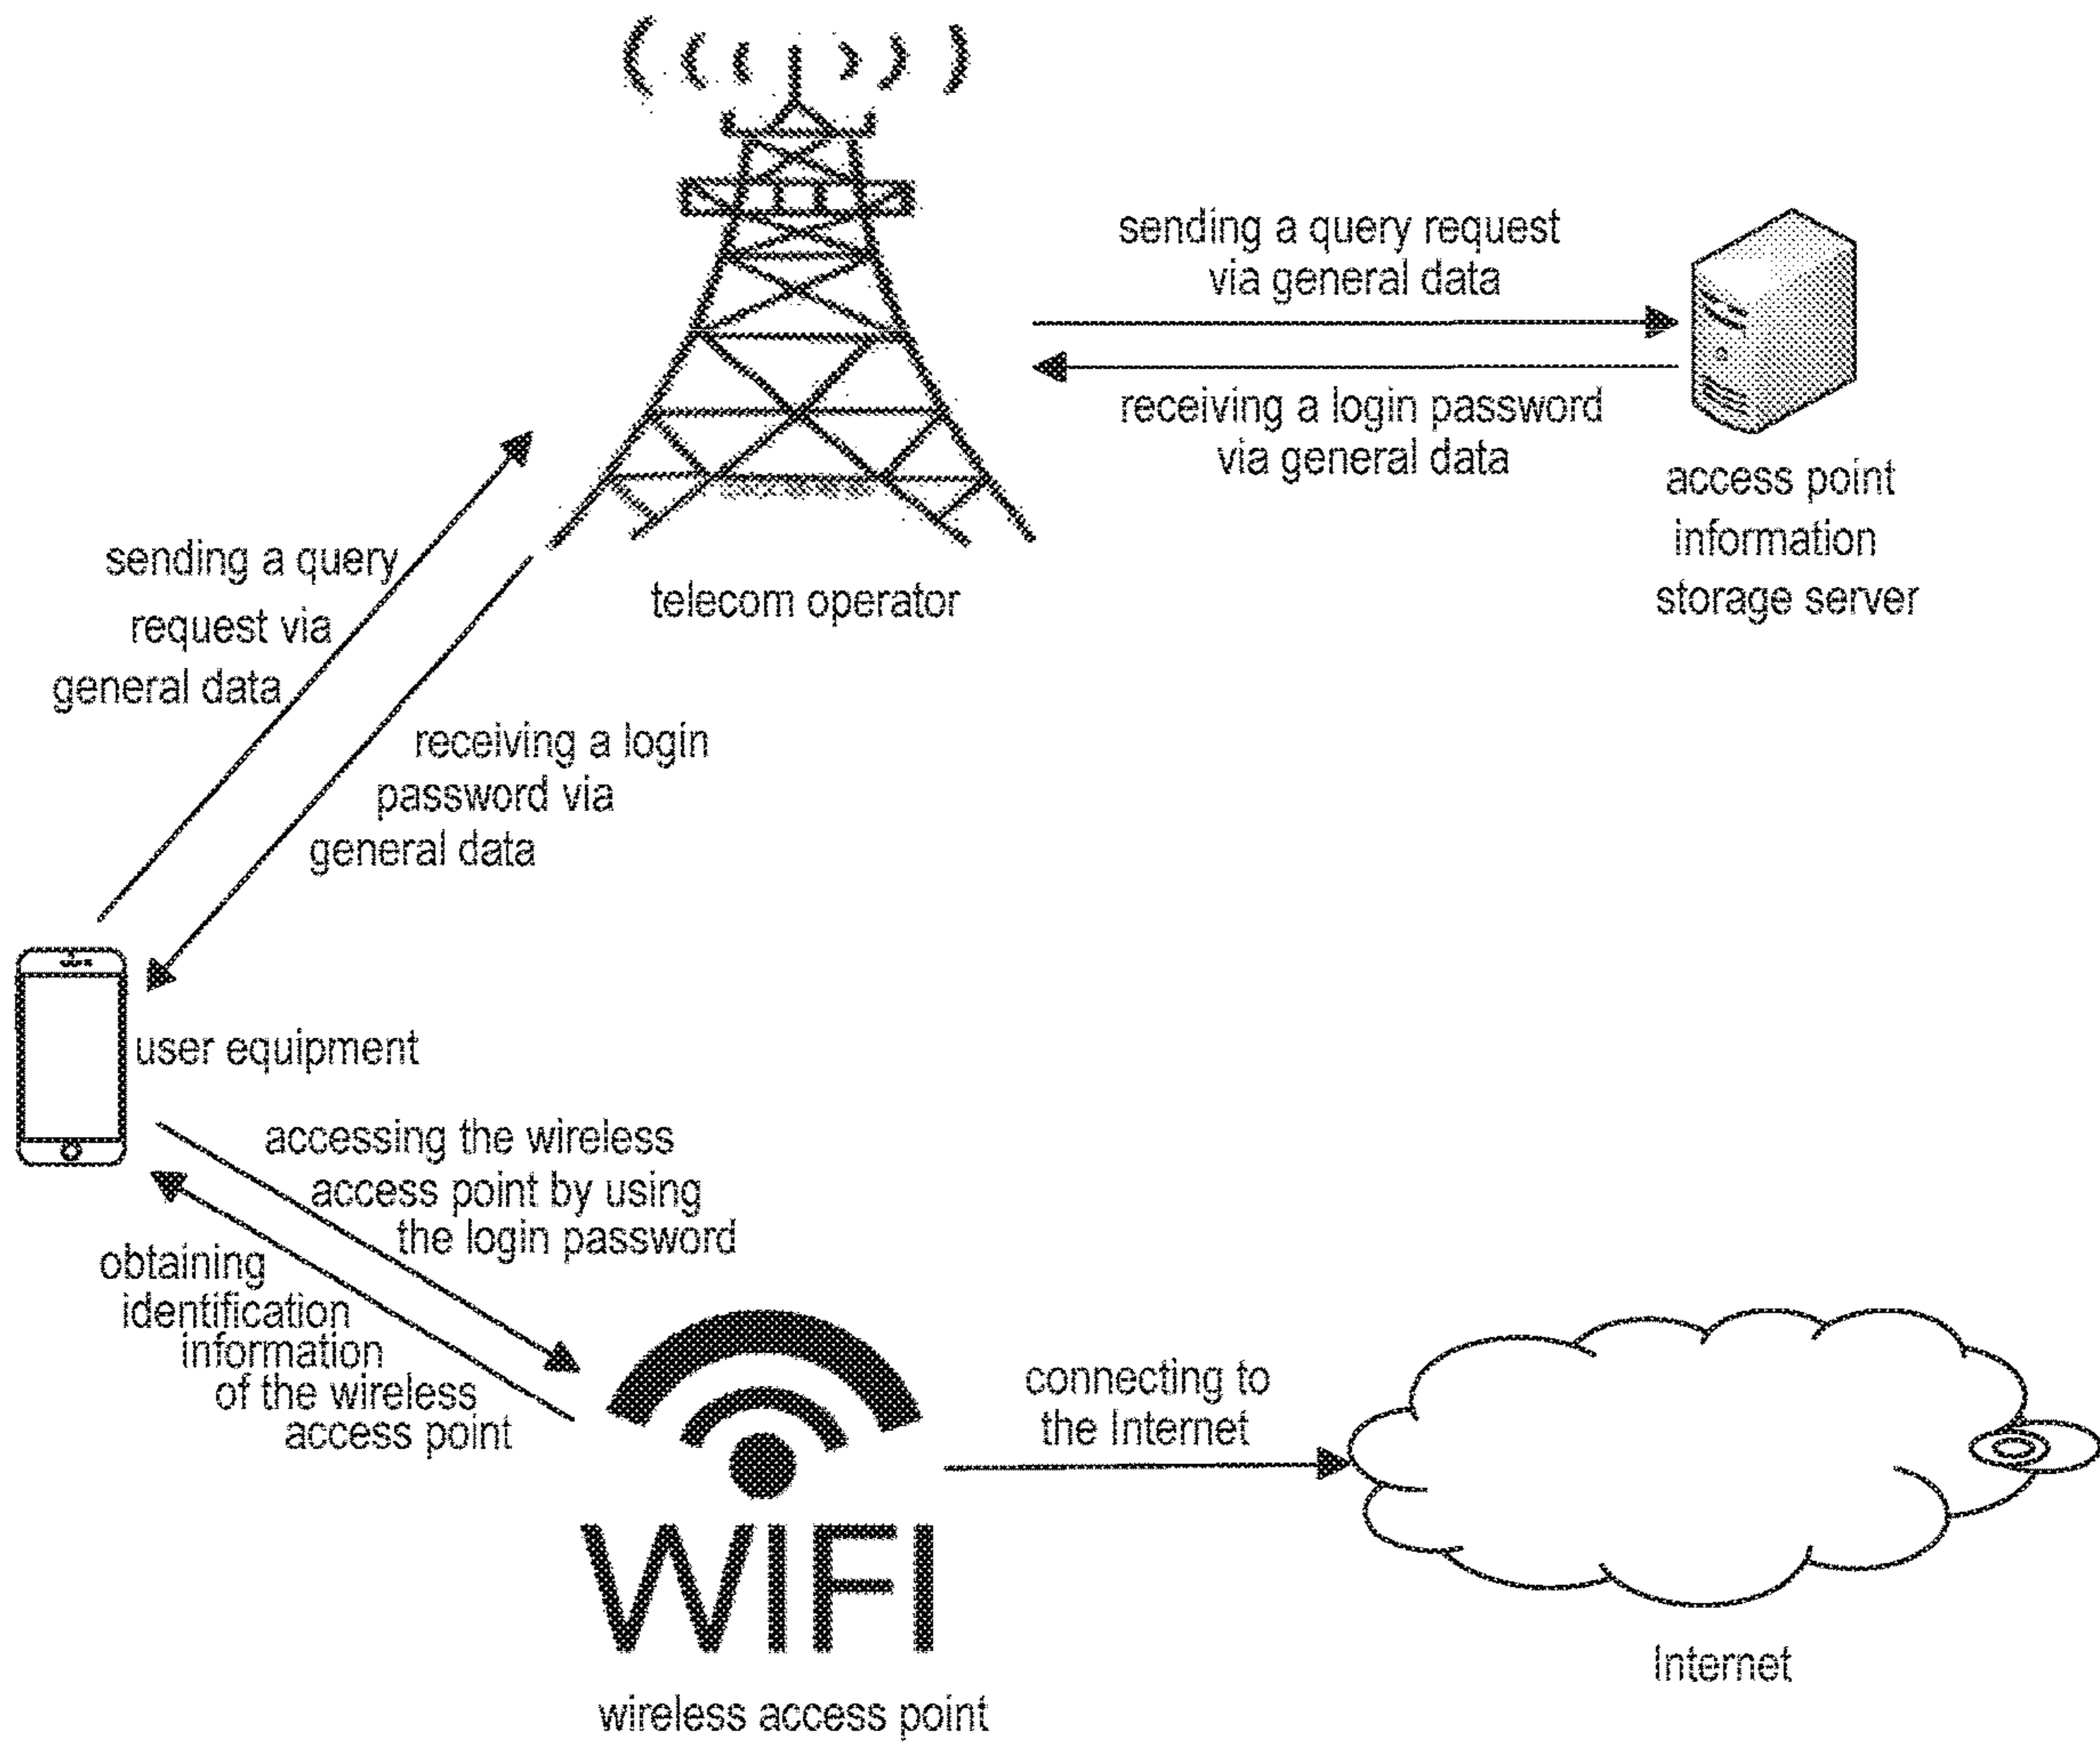 sending a query request
via general data
receiving a login password
via general data
access point
information
storage server
telecom operator
sending a query
request via
general data
receiving a login
password via
general data
user equipment
accessing the wireless
access point by using
the login password
obtaining
identification
information
of the wireless
access point
connecting to
the Internet
WIFI
wireless access point
Internet